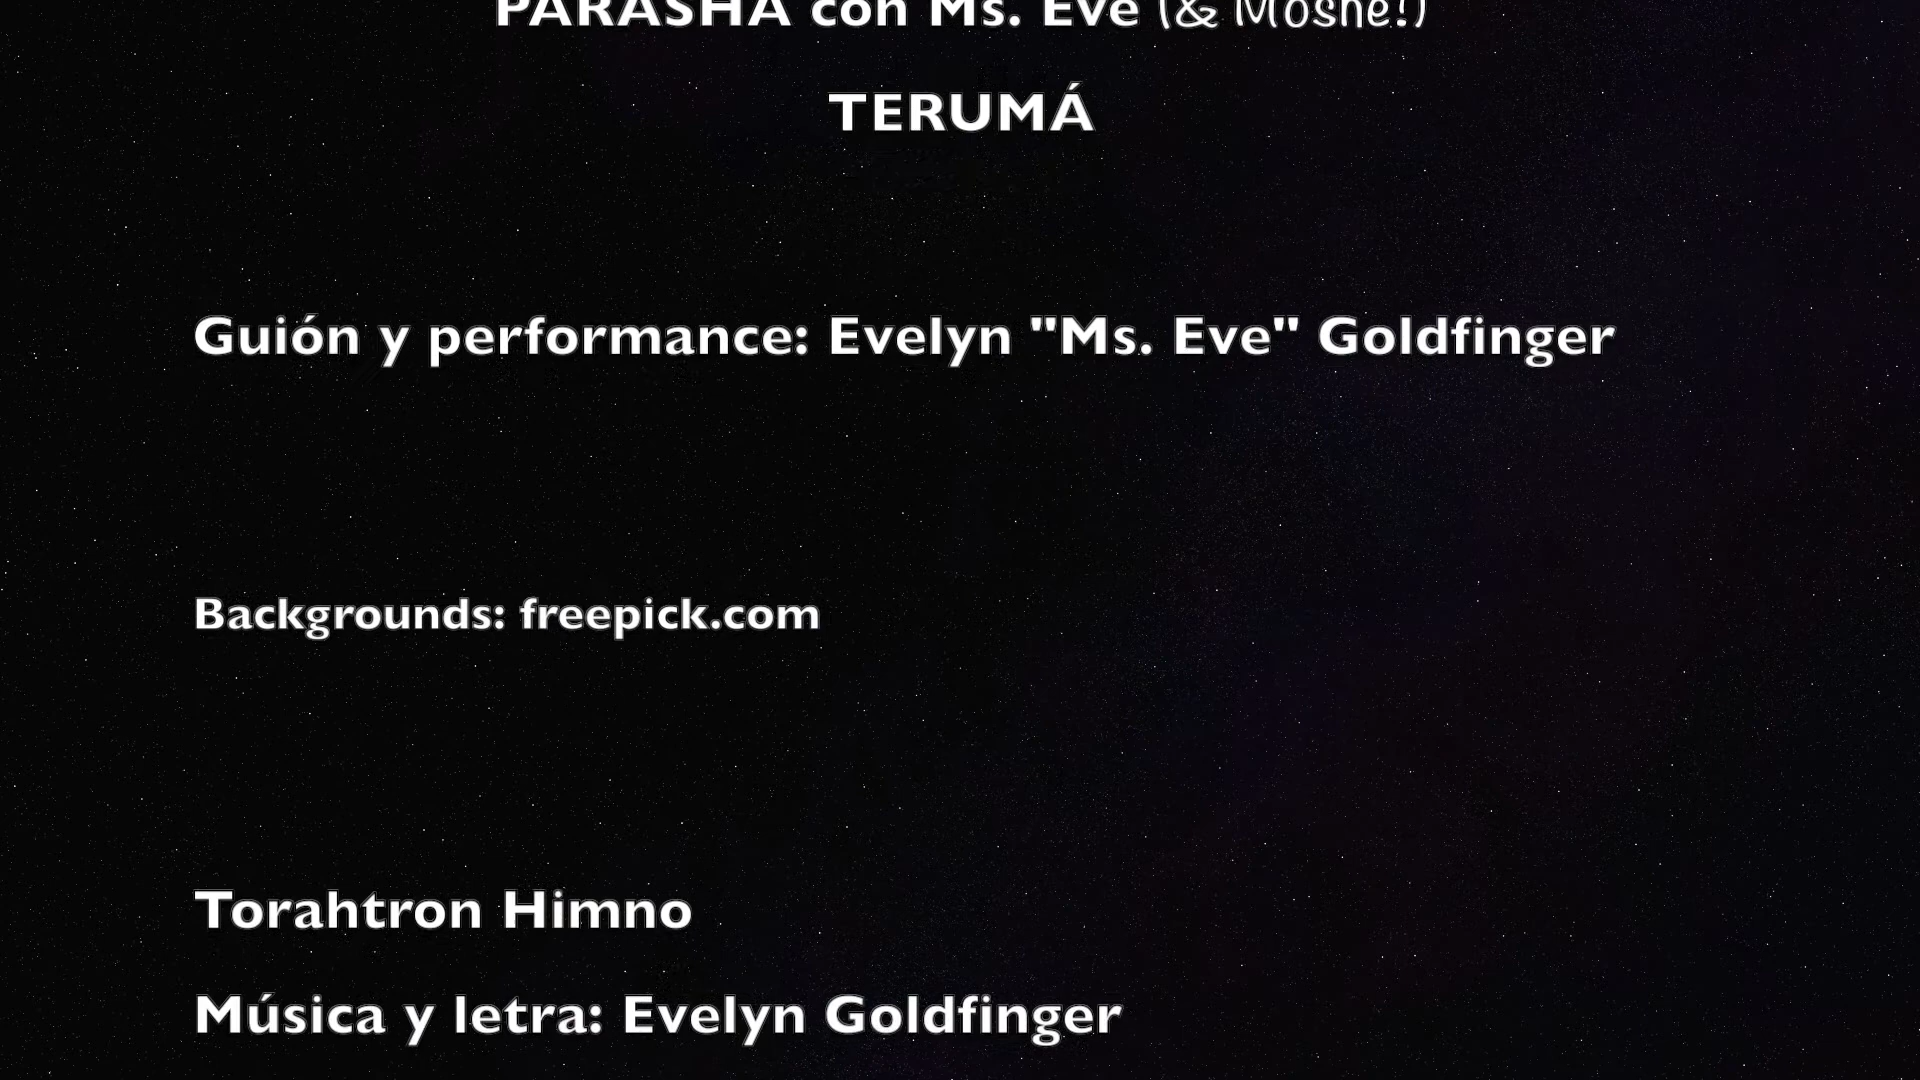 PARASHA con Ms. Eve (& Moshe!)
TERUMÁ
Guión y performance: Evelyn "Ms. Eve" Goldfinger
Backgrounds: freepick.com
Torahtron Himno
Música y letra: Evelyn Goldfinger